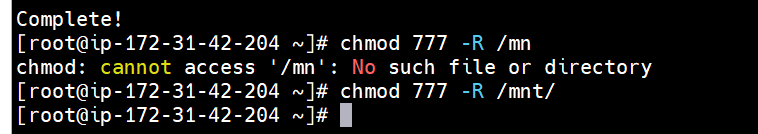 Complete!
[root@ip-172-31-42-204 ~]# chmod 777 -R /mn
chmod: cannot access '/mn': No such file or directory
[root@ip-172-31-42-204 ~]# chmod 777 -R /mnt/
[root@ip-172-31-42-204 ~]#